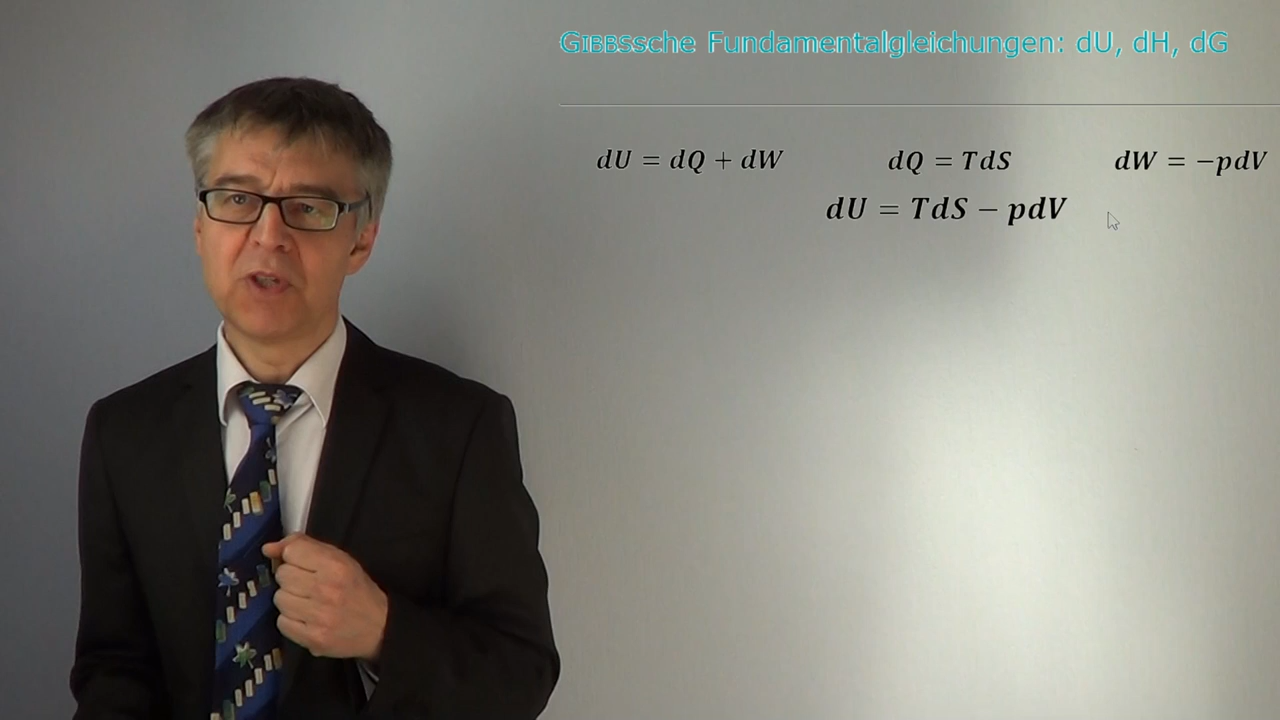 GIBBSsche Fundamentalgleichungen: dU, dH, dG
dU = dQ + dW dQ = TdS dW = −pdV
dU = TdS − pdV